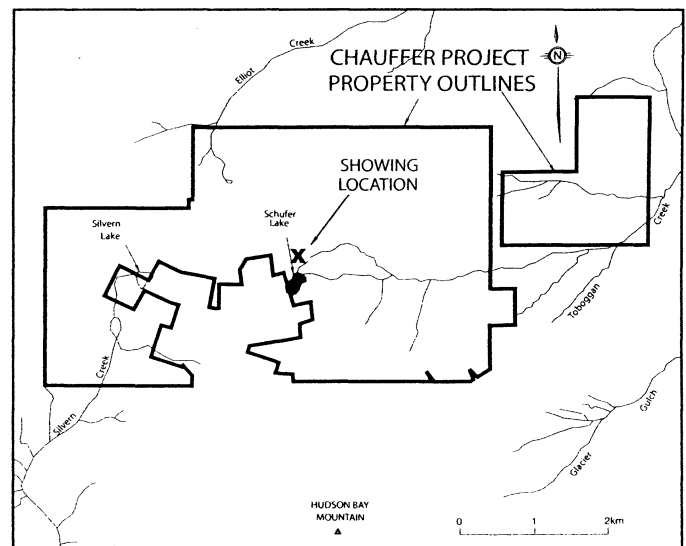 Creek
Elliot
CHAUFFER PROJECT
PROPERTY OUTLINES
N
SHOWING
LOCATION
Silvern
Lake
Schufer
Lake
X
Creek
Toboggan
Creek
Silvern
Gulch
Glacier
HUDSON BAY
MOUNTAIN
0 1 2km